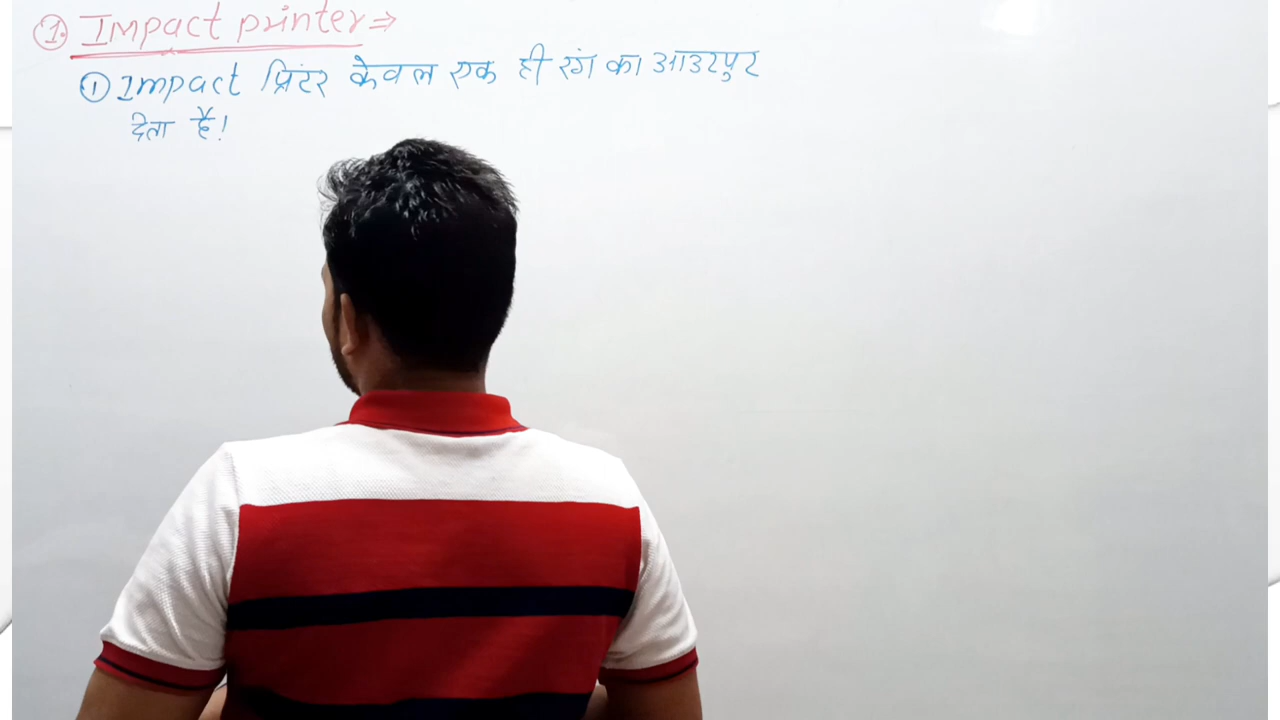 ① Impact printer ⇒
① Impact प्रिंटर केवल एक ही रंग का आउटपुट
देता है!